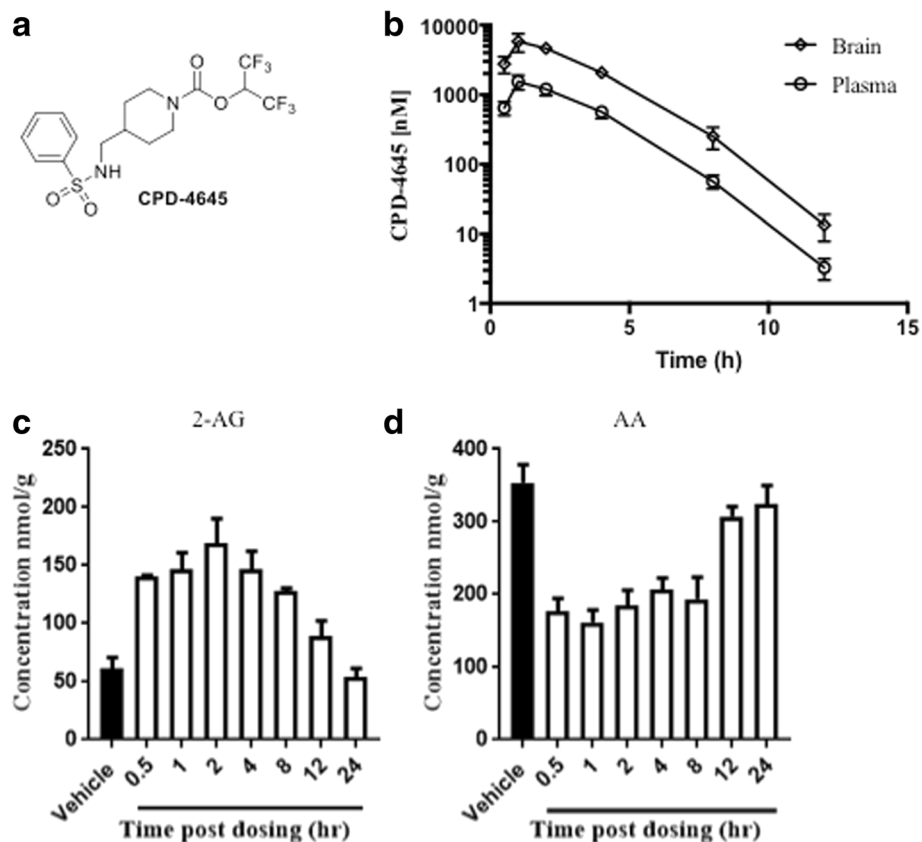 a
O
CF3
N
O
CF3
NH
S
O
O
CPD-4645
b
CPD-4645 [nM]
10000
1000
100
10
1
0
5
10
15
Time (h)
Brain
Plasma
c
2-AG
Concentration nmol/g
250
200
150
100
50
0
Vehicle
0.5
1
2
4
8
12
24
Time post dosing (hr)
d
AA
Concentration nmol/g
400
300
200
100
0
Vehicle
0.5
1
2
4
8
12
24
Time post dosing (hr)